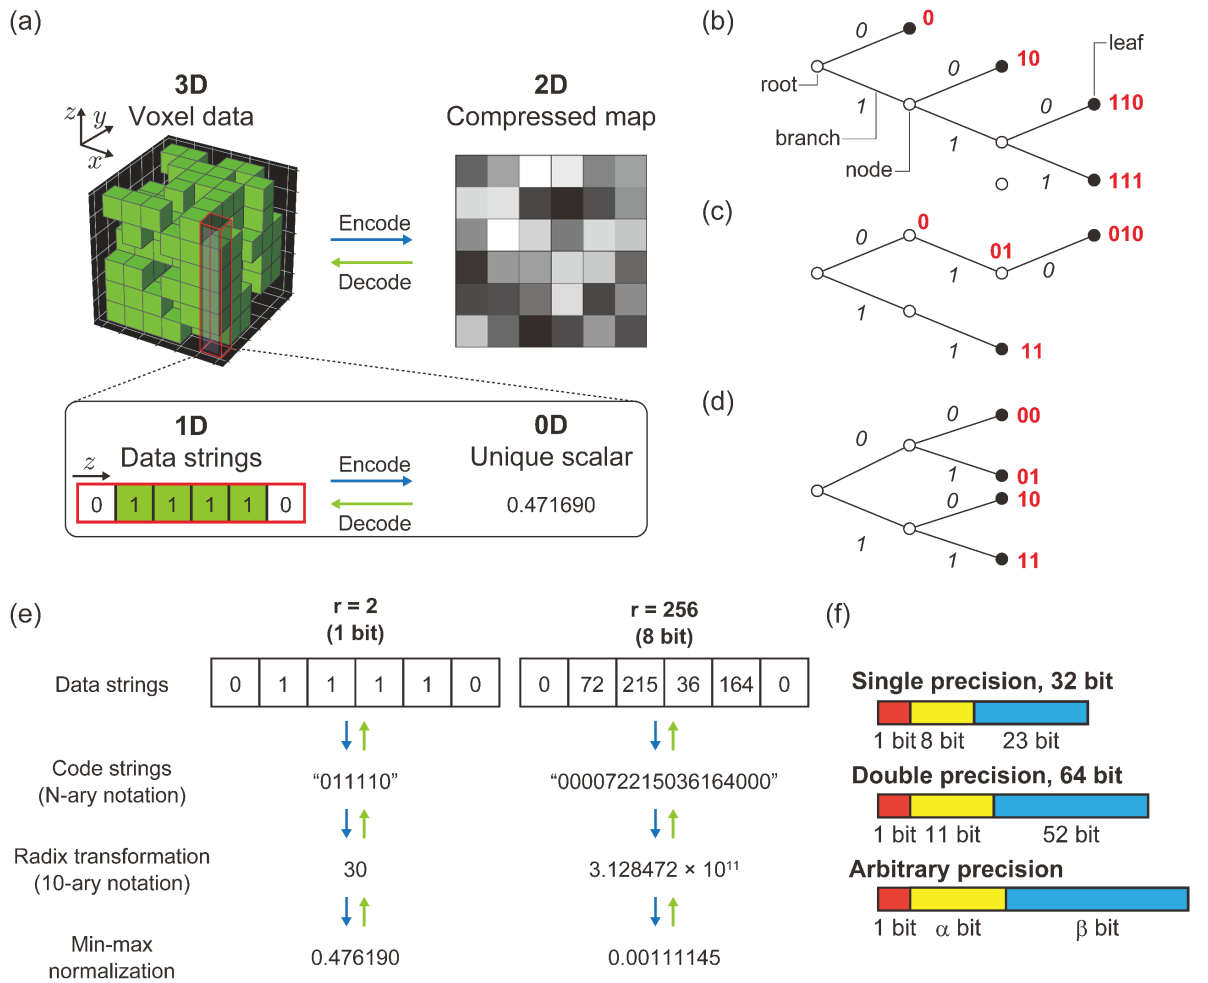 (a)
3D
Voxel data
z
y
x
2D
Compressed map
Encode
Decode
1D
Data strings
z
0 1 1 1 1 0
Encode
Decode
0D
Unique scalar
0.471690
(b)
0
0
root
1
branch
node
0
10
1
leaf
0
110
1
111
(c)
0
0
01
1
0
010
1
1
11
(d)
0
0
00
1
01
0
10
1
1
11
(e)
r = 2
(1 bit)
r = 256
(8 bit)
Data strings
0 1 1 1 1 0
0 72 215 36 164 0
Code strings
(N-ary notation)
“011110”
“000072215036164000”
Radix transformation
(10-ary notation)
30
3.128472 × 10¹¹
Min-max
normalization
0.476190
0.00111145
(f)
Single precision, 32 bit
1 bit 8 bit 23 bit
Double precision, 64 bit
1 bit 11 bit 52 bit
Arbitrary precision
1 bit α bit β bit